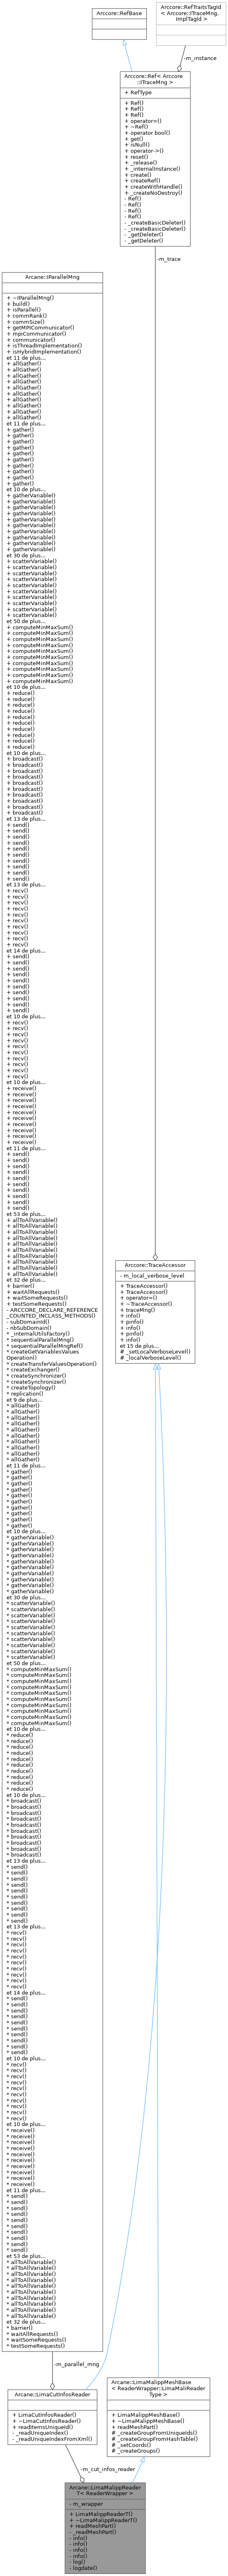 Arccore::RefBase
Arccore::RefTraitsTagId
< Arccore::ITraceMng,
ImplTagId >
-m_instance
Arccore::Ref< Arccore
::ITraceMng >
+ RefType
+ Ref()
+ Ref()
+ Ref()
+ operator=()
+ ~Ref()
+ operator bool()
+ get()
+ isNull()
+ operator->()
+ reset()
+ _release()
+ _internalInstance()
+ create()
+ createRef()
+ createWithHandle()
+ _createNoDestroy()
- Ref()
- Ref()
- Ref()
- Ref()
- _createBasicDeleter()
- _createBasicDeleter()
- _getDeleter()
- _getDeleter()
-m_trace
Arcane::IParallelMng
+ ~IParallelMng()
+ build()
+ isParallel()
+ commRank()
+ commSize()
+ getMPICommunicator()
+ mpiCommunicator()
+ communicator()
+ isThreadImplementation()
+ isHybridImplementation()
et 11 de plus...
+ allGather()
+ allGather()
+ allGather()
+ allGather()
+ allGather()
+ allGather()
+ allGather()
+ allGather()
+ allGather()
+ allGather()
et 11 de plus...
+ gather()
+ gather()
+ gather()
+ gather()
+ gather()
+ gather()
+ gather()
+ gather()
+ gather()
+ gather()
et 10 de plus...
+ gatherVariable()
+ gatherVariable()
+ gatherVariable()
+ gatherVariable()
+ gatherVariable()
+ gatherVariable()
+ gatherVariable()
+ gatherVariable()
+ gatherVariable()
+ gatherVariable()
et 30 de plus...
+ scatterVariable()
+ scatterVariable()
+ scatterVariable()
+ scatterVariable()
+ scatterVariable()
+ scatterVariable()
+ scatterVariable()
+ scatterVariable()
+ scatterVariable()
+ scatterVariable()
et 50 de plus...
+ computeMinMaxSum()
+ computeMinMaxSum()
+ computeMinMaxSum()
+ computeMinMaxSum()
+ computeMinMaxSum()
+ computeMinMaxSum()
+ computeMinMaxSum()
+ computeMinMaxSum()
+ computeMinMaxSum()
+ computeMinMaxSum()
et 10 de plus...
+ reduce()
+ reduce()
+ reduce()
+ reduce()
+ reduce()
+ reduce()
+ reduce()
+ reduce()
+ reduce()
+ reduce()
et 10 de plus...
+ broadcast()
+ broadcast()
+ broadcast()
+ broadcast()
+ broadcast()
+ broadcast()
+ broadcast()
+ broadcast()
+ broadcast()
+ broadcast()
et 13 de plus...
+ send()
+ send()
+ send()
+ send()
+ send()
+ send()
+ send()
+ send()
+ send()
+ send()
et 13 de plus...
+ recv()
+ recv()
+ recv()
+ recv()
+ recv()
+ recv()
+ recv()
+ recv()
+ recv()
+ recv()
et 14 de plus...
+ send()
+ send()
+ send()
+ send()
+ send()
+ send()
+ send()
+ send()
+ send()
+ send()
et 10 de plus...
+ recv()
+ recv()
+ recv()
+ recv()
+ recv()
+ recv()
+ recv()
+ recv()
+ recv()
+ recv()
et 10 de plus...
+ receive()
+ receive()
+ receive()
+ receive()
+ receive()
+ receive()
+ receive()
+ receive()
+ receive()
+ receive()
et 11 de plus...
+ send()
+ send()
+ send()
+ send()
+ send()
+ send()
+ send()
+ send()
+ send()
+ send()
et 53 de plus...
+ allToAllVariable()
+ allToAllVariable()
+ allToAllVariable()
+ allToAllVariable()
+ allToAllVariable()
+ allToAllVariable()
+ allToAllVariable()
+ allToAllVariable()
+ allToAllVariable()
+ allToAllVariable()
et 32 de plus...
+ barrier()
+ waitAllRequests()
+ waitSomeRequests()
+ testSomeRequests()
- ARCCORE_DECLARE_REFERENCE
_COUNTED_INCLASS_METHODS()
- subDomainId()
- nbSubDomain()
* _internalUtilsFactory()
* sequentialParallelMng()
* sequentialParallelMngRef()
* createGetVariablesValues
Operation()
* createTransferValuesOperation()
* createExchanger()
* createSynchronizer()
* createSynchronizer()
* createTopology()
* replication()
et 9 de plus...
* allGather()
* allGather()
* allGather()
* allGather()
* allGather()
* allGather()
* allGather()
* allGather()
* allGather()
* allGather()
et 11 de plus...
* gather()
* gather()
* gather()
* gather()
* gather()
* gather()
* gather()
* gather()
* gather()
* gather()
et 10 de plus...
* gatherVariable()
* gatherVariable()
* gatherVariable()
* gatherVariable()
* gatherVariable()
* gatherVariable()
* gatherVariable()
* gatherVariable()
* gatherVariable()
* gatherVariable()
et 30 de plus...
* scatterVariable()
* scatterVariable()
* scatterVariable()
* scatterVariable()
* scatterVariable()
* scatterVariable()
* scatterVariable()
* scatterVariable()
* scatterVariable()
* scatterVariable()
et 50 de plus...
* computeMinMaxSum()
* computeMinMaxSum()
* computeMinMaxSum()
* computeMinMaxSum()
* computeMinMaxSum()
* computeMinMaxSum()
* computeMinMaxSum()
* computeMinMaxSum()
* computeMinMaxSum()
* computeMinMaxSum()
et 10 de plus...
* reduce()
* reduce()
* reduce()
* reduce()
* reduce()
* reduce()
* reduce()
* reduce()
* reduce()
* reduce()
et 10 de plus...
* broadcast()
* broadcast()
* broadcast()
* broadcast()
* broadcast()
* broadcast()
* broadcast()
* broadcast()
* broadcast()
* broadcast()
et 13 de plus...
* send()
* send()
* send()
* send()
* send()
* send()
* send()
* send()
* send()
* send()
et 13 de plus...
* recv()
* recv()
* recv()
* recv()
* recv()
* recv()
* recv()
* recv()
* recv()
* recv()
et 14 de plus...
* send()
* send()
* send()
* send()
* send()
* send()
* send()
* send()
* send()
* send()
et 10 de plus...
* recv()
* recv()
* recv()
* recv()
* recv()
* recv()
* recv()
* recv()
* recv()
* recv()
et 10 de plus...
* receive()
* receive()
* receive()
* receive()
* receive()
* receive()
* receive()
* receive()
* receive()
* receive()
et 11 de plus...
* send()
* send()
* send()
* send()
* send()
* send()
* send()
* send()
* send()
* send()
et 53 de plus...
* allToAllVariable()
* allToAllVariable()
* allToAllVariable()
* allToAllVariable()
* allToAllVariable()
* allToAllVariable()
* allToAllVariable()
* allToAllVariable()
* allToAllVariable()
* allToAllVariable()
et 32 de plus...
* barrier()
* waitAllRequests()
* waitSomeRequests()
* testSomeRequests()
Arccore::TraceAccessor
- m_local_verbose_level
+ TraceAccessor()
+ TraceAccessor()
+ operator=()
+ ~TraceAccessor()
+ traceMng()
+ info()
+ pinfo()
+ info()
+ pinfo()
+ info()
et 15 de plus...
# _setLocalVerboseLevel()
# _localVerboseLevel()
-m_parallel_mng
Arcane::LimaCutInfosReader
+ LimaCutInfosReader()
+ ~LimaCutInfosReader()
+ readItemsUniqueId()
- _readUniqueIndex()
- _readUniqueIndexFromXml()
Arcane::LimaMalippMeshBase
< ReaderWrapper::LimaMaliReader
Type >
+ LimaMalippMeshBase()
+ ~LimaMalippMeshBase()
+ readMeshPart()
# _createGroupFromUniqueIds()
# _createGroupFromHashTable()
# _setCoords()
# _createGroups()
-m_cut_infos_reader
Arcane::LimaMalippReader
T< ReaderWrapper >
- m_wrapper
+ LimaMalippReaderT()
+ ~LimaMalippReaderT()
+ readMeshPart()
- _readMeshPart()
- info()
- info()
- info()
- info()
- log()
- logdate()